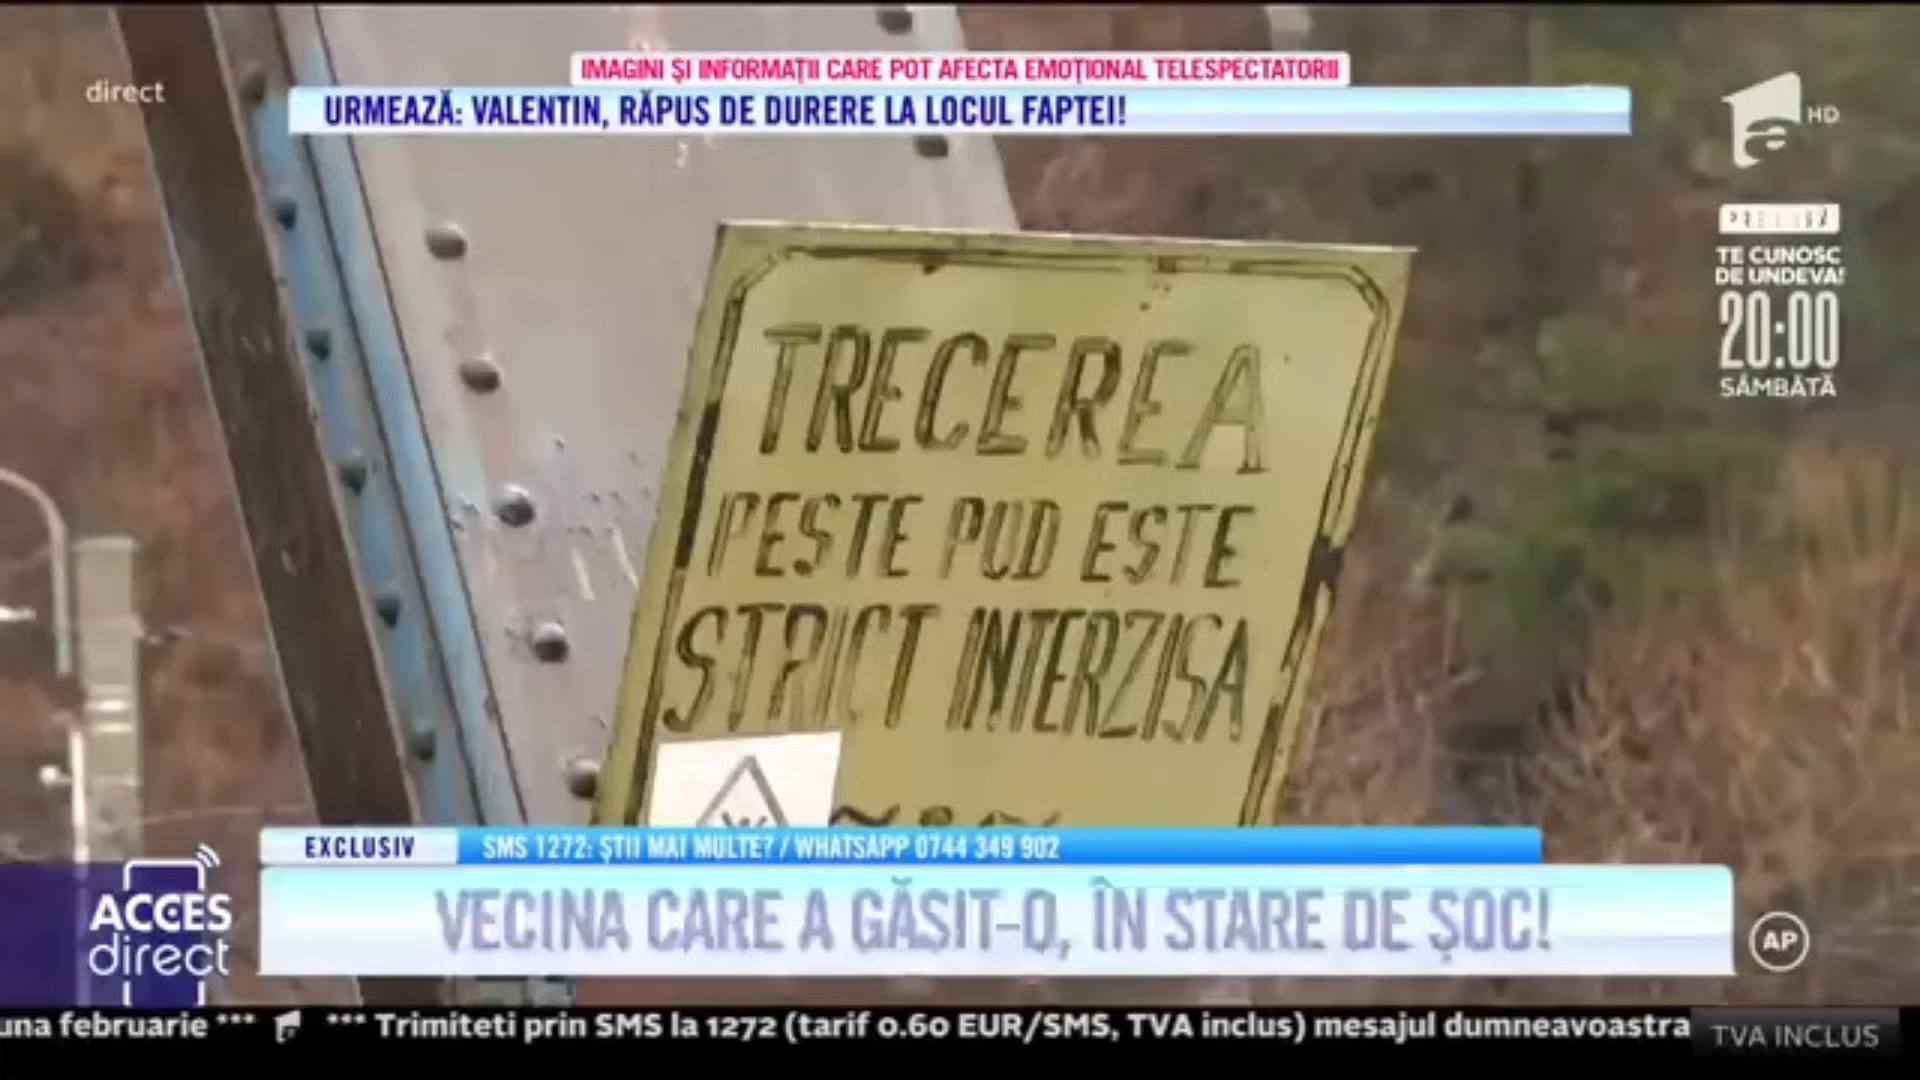 IMAGINI ȘI INFORMAȚII CARE POT AFECTA EMOȚIONAL TELESPECTATORII
direct
URMEAZĂ: VALENTIN, RĂPUS DE DURERE LA LOCUL FAPTEI!
HD
TE CUNOSC
DE UNDEVA!
20:00
SÂMBĂTĂ
TRECEREA
PESTE POD ESTE
STRICT INTERZISA
EXCLUSIV
SMS 1272: ȘTII MAI MULTE? / WHATSAPP 0744 349 902
ACCES
direct
VECINA CARE A GĂSIT-O, ÎN STARE DE ȘOC!
AP
una februarie *** *** Trimiteti prin SMS la 1272 (tarif 0.60 EUR/SMS, TVA inclus) mesajul dumneavoastra
TVA INCLUS